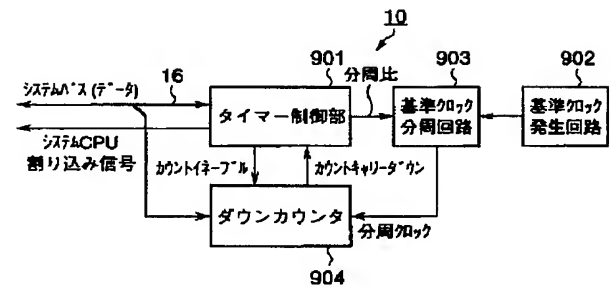 10
901
903
902
システムバス(データ)
16
分周比
タイマー制御部
基準クロック
分周回路
基準クロック
発生回路
システムCPU
割り込み信号
カウントイネーブル
カウントキャリーダウン
ダウンカウンタ
分周クロック
904